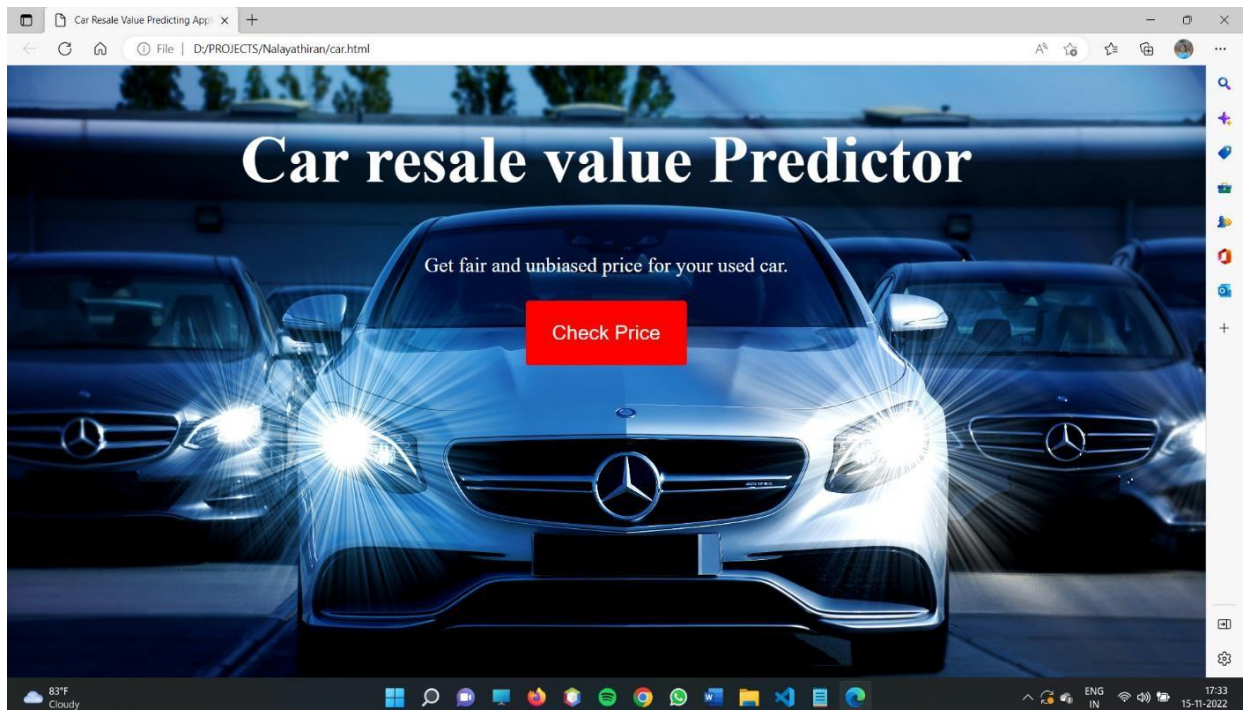 Car Resale Value Predicting Appl
File | D:/PROJECTS/Nalayathiran/car.html
Car resale value Predictor
Get fair and unbiased price for your used car.
Check Price
83°F
Cloudy
ENG
IN
17:33
15-11-2022